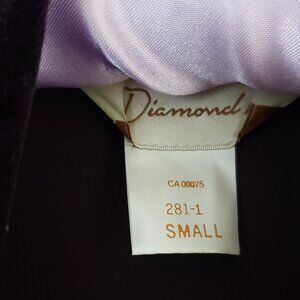 Diamond
CA 00075
281-1
SMALL